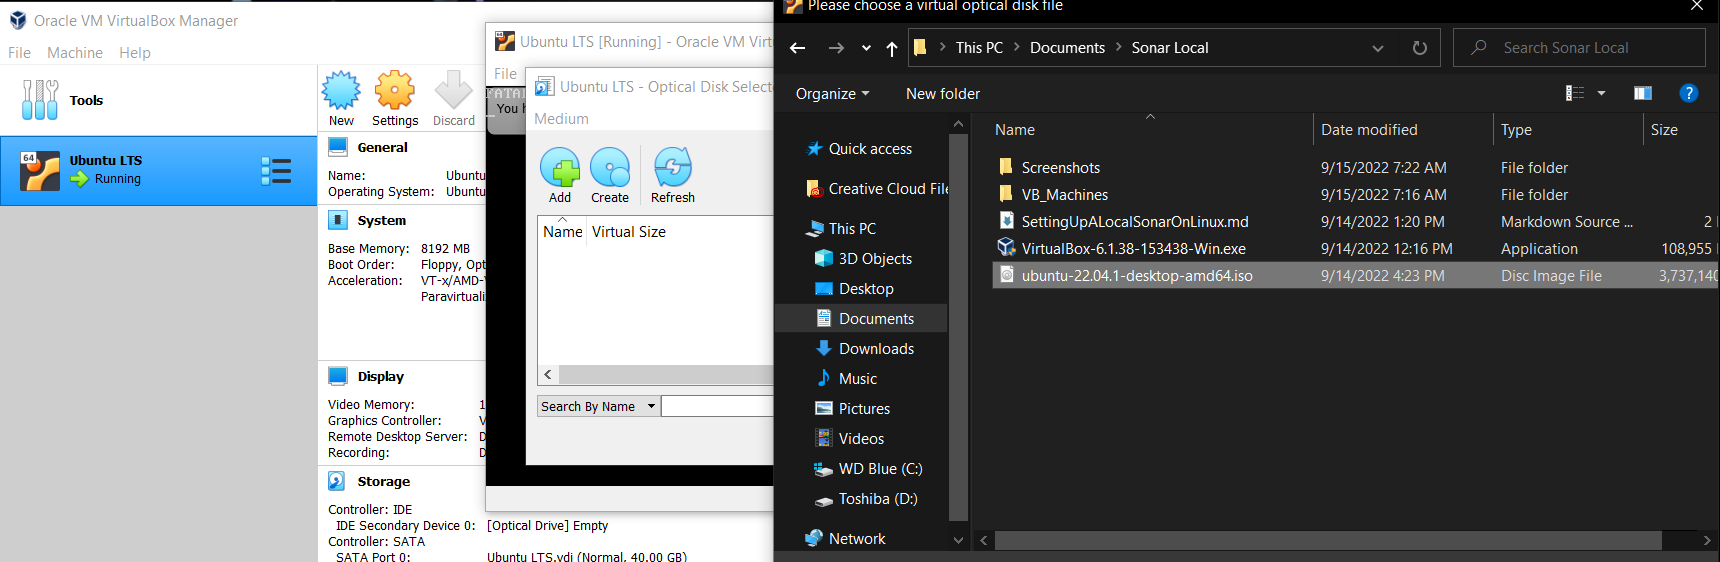 Oracle VM VirtualBox Manager
File Machine Help
Tools
64
Ubuntu LTS
Running
New Settings Discard
General
Name: Ubuntu
Operating System: Ubuntu
System
Base Memory: 8192 MB
Boot Order: Floppy, Opt
Acceleration: VT-x/AMD-
Paravirtuali
Display
Video Memory: 1
Graphics Controller: V
Remote Desktop Server: D
Recording: D
Storage
Controller: IDE
IDE Secondary Device 0: [Optical Drive] Empty
Controller: SATA
SATA Port 0: Ubuntu LTS.vdi (Normal, 40.00 GB)
Ubuntu LTS [Running] - Oracle VM Virt
File
FATAL
You h
Ubuntu LTS - Optical Disk Selecto
Medium
Add Create Refresh
Name Virtual Size
Search By Name
Please choose a virtual optical disk file
This PC Documents Sonar Local
Search Sonar Local
Organize New folder
Quick access
Creative Cloud File
This PC
3D Objects
Desktop
Documents
Downloads
Music
Pictures
Videos
WD Blue (C:)
Toshiba (D:)
Network
Name Date modified Type Size
Screenshots 9/15/2022 7:22 AM File folder
VB_Machines 9/15/2022 7:16 AM File folder
SettingUpALocalSonarOnLinux.md 9/14/2022 1:20 PM Markdown Source ... 2
VirtualBox-6.1.38-153438-Win.exe 9/14/2022 12:16 PM Application 108,955
ubuntu-22.04.1-desktop-amd64.iso 9/14/2022 4:23 PM Disc Image File 3,737,140